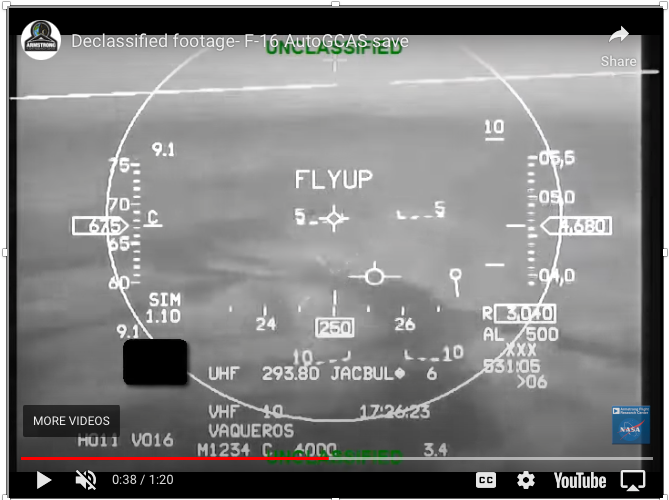 ARMSTRONG
Declassified footage- F-16 AutoGCAS save
UNCLASSIFIED
Share
9.1
10
75
05,5
FLYUP
70
05,0
5
5
C
675
4,680
65
60
04,0
SIM
1.10
24
250
26
R 3,040
AL 500
9.1
XXX
10
10
531:05
UHF 293.80 JACBUL 6
>06
MORE VIDEOS
VHF 10 17:26:23
VAQUEROS
NASA
H011 V016
M1234 C 4000 3.4
UNCLASSIFIED
0:38 / 1:20
CC
YouTube